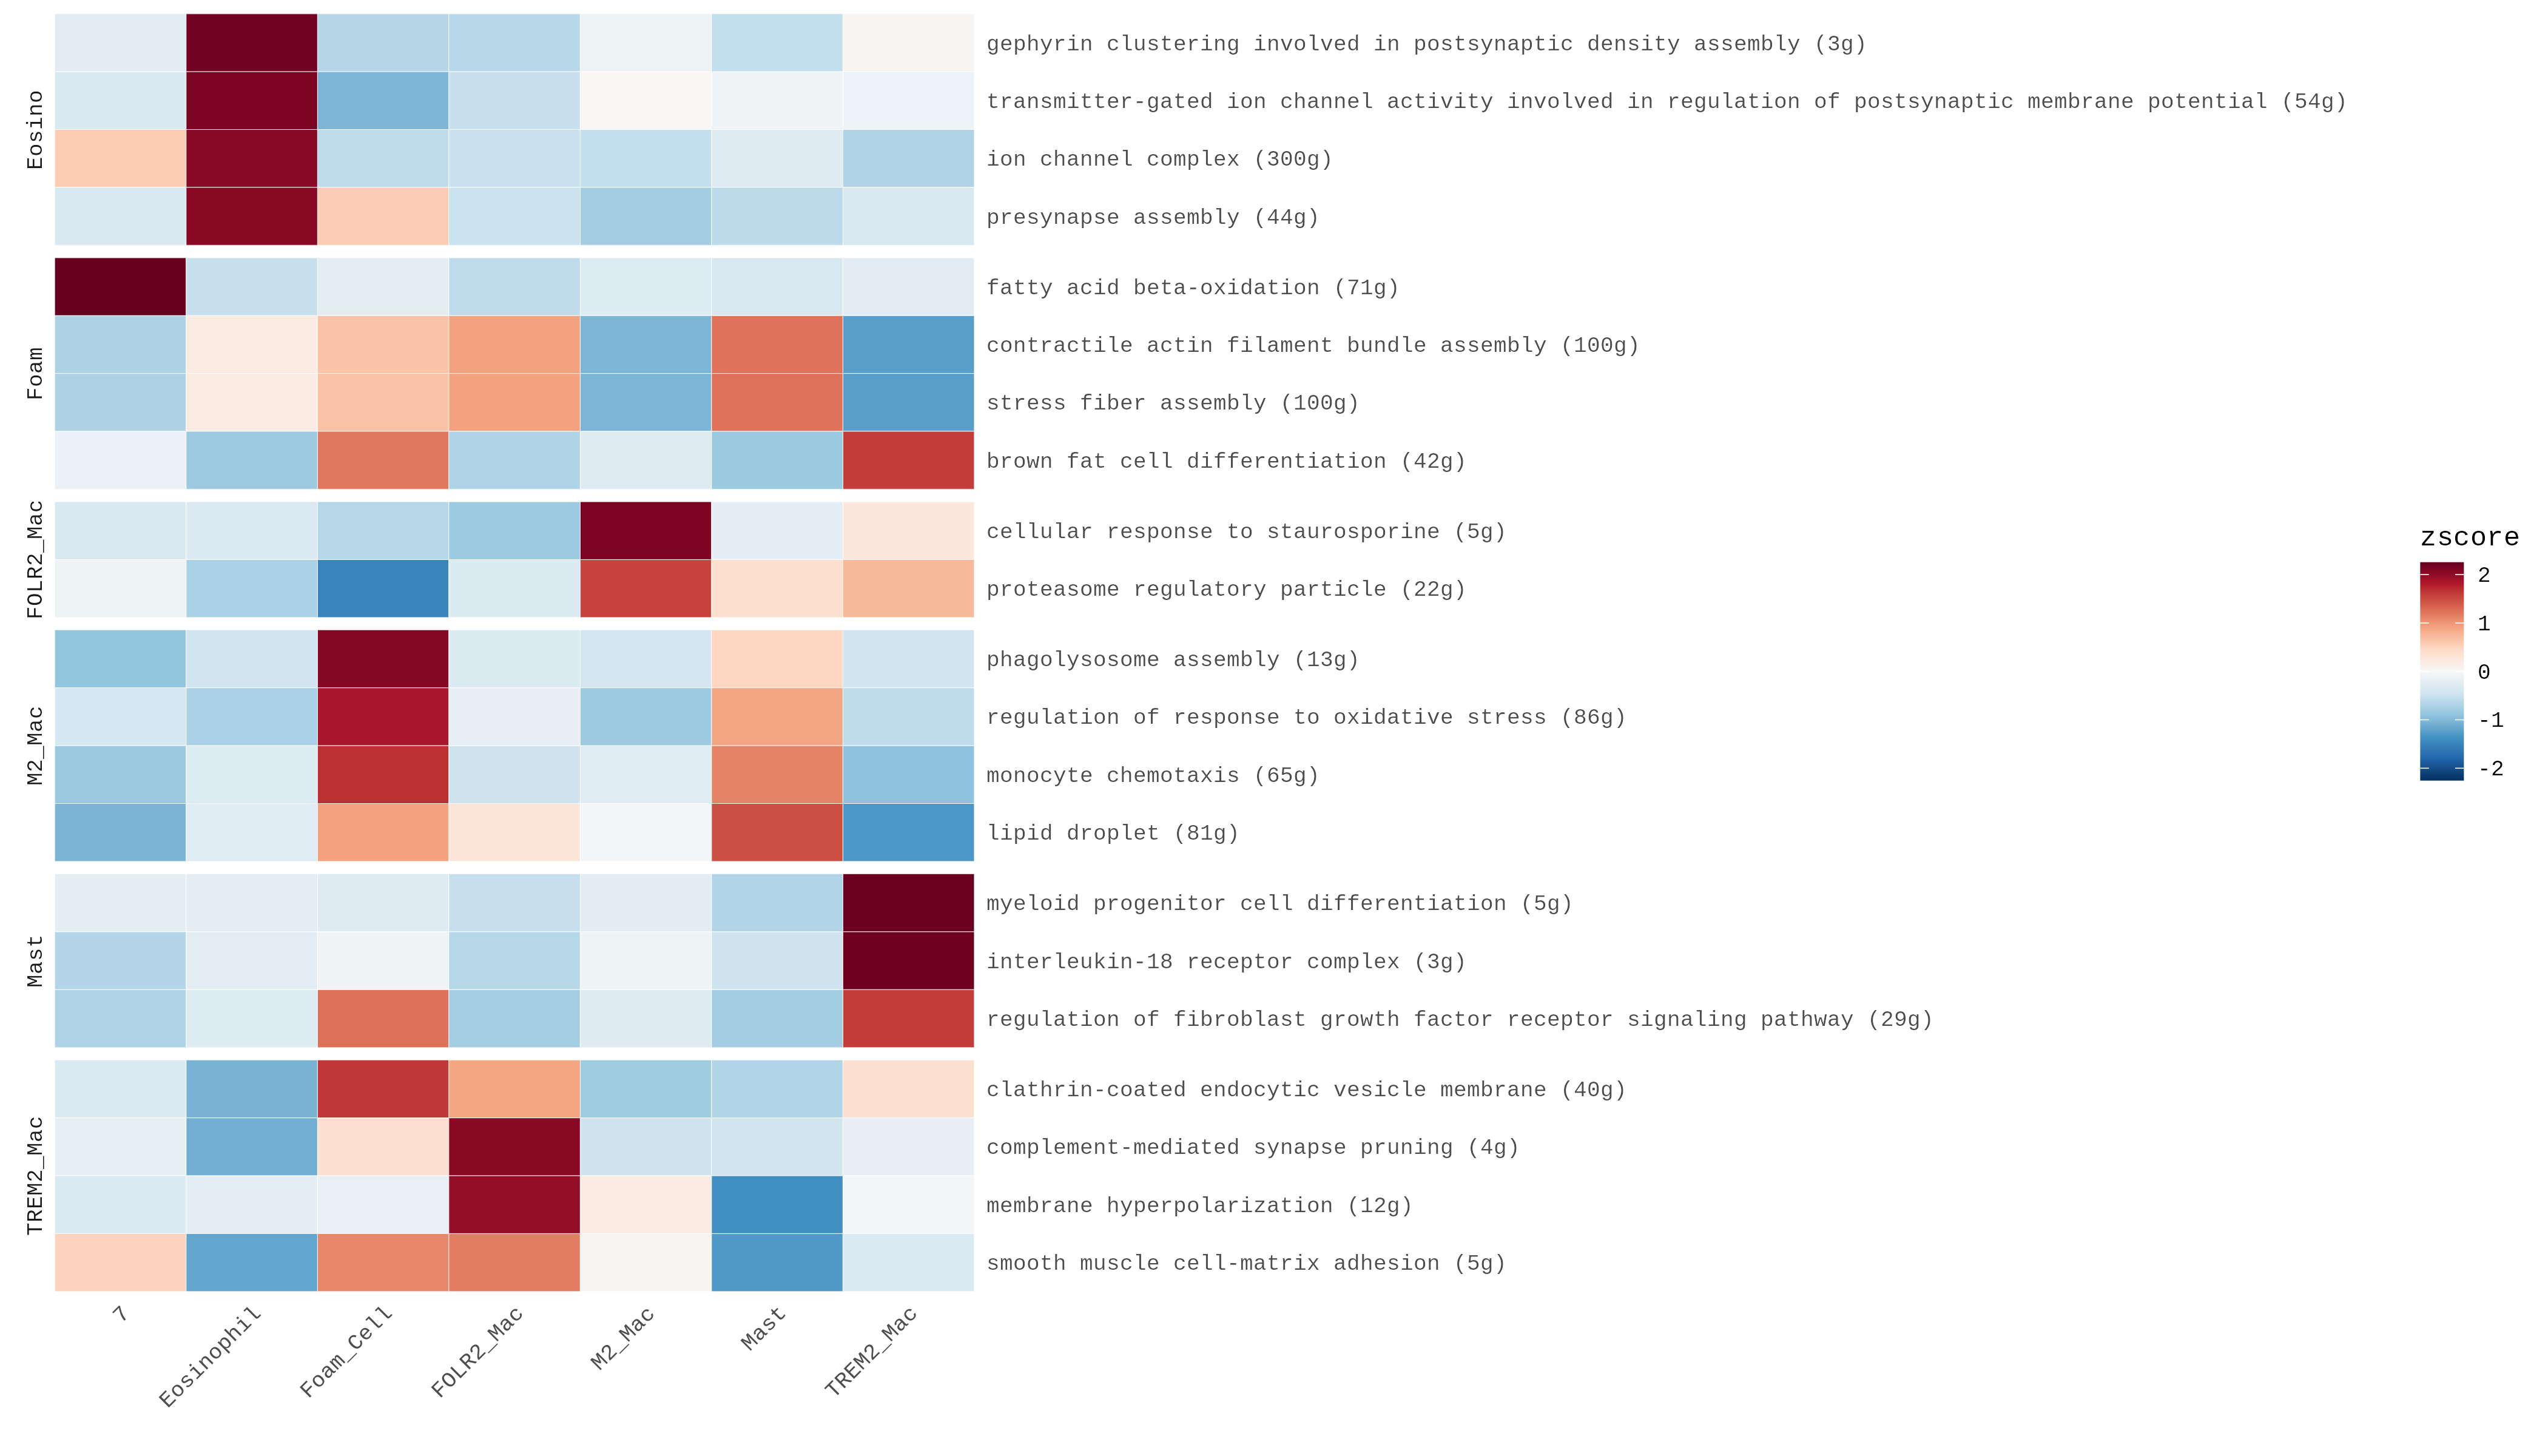 Eosino
gephyrin clustering involved in postsynaptic density assembly (3g)
transmitter-gated ion channel activity involved in regulation of postsynaptic membrane potential (54g)
ion channel complex (300g)
presynapse assembly (44g)
Foam
fatty acid beta-oxidation (71g)
contractile actin filament bundle assembly (100g)
stress fiber assembly (100g)
brown fat cell differentiation (42g)
FOLR2_Mac
cellular response to staurosporine (5g)
proteasome regulatory particle (22g)
M2_Mac
phagolysosome assembly (13g)
regulation of response to oxidative stress (86g)
monocyte chemotaxis (65g)
lipid droplet (81g)
Mast
myeloid progenitor cell differentiation (5g)
interleukin-18 receptor complex (3g)
regulation of fibroblast growth factor receptor signaling pathway (29g)
TREM2_Mac
clathrin-coated endocytic vesicle membrane (40g)
complement-mediated synapse pruning (4g)
membrane hyperpolarization (12g)
smooth muscle cell-matrix adhesion (5g)
7
Eosinophil
Foam_Cell
FOLR2_Mac
M2_Mac
Mast
TREM2_Mac
zscore
2
1
0
-1
-2